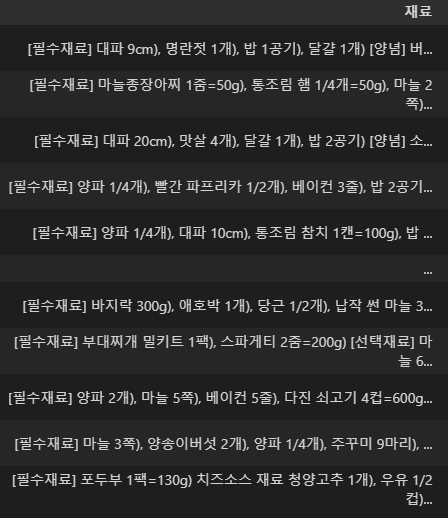 재료
[필수재료] 대파 9cm), 명란젓 1개), 밥 1공기), 달걀 1개) [양념] 버...
[필수재료] 마늘종장아찌 1줌=50g), 통조림 햄 1/4개=50g), 마늘 2
쪽)...
[필수재료] 대파 20cm), 맛살 4개), 달걀 1개), 밥 2공기) [양념] 소...
[필수재료] 양파 1/4개), 빨간 파프리카 1/2개), 베이컨 3줄), 밥 2공기...
[필수재료] 양파 1/4개), 대파 10cm), 통조림 참치 1캔=100g), 밥 ...
...
[필수재료] 바지락 300g), 애호박 1개), 당근 1/2개), 납작 썬 마늘 3...
[필수재료] 부대찌개 밀키트 1팩), 스파게티 2줌=200g) [선택재료] 마
늘 6...
[필수재료] 양파 2개), 마늘 5쪽), 베이컨 5줄), 다진 쇠고기 4컵=600g...
[필수재료] 마늘 3쪽), 양송이버섯 2개), 양파 1/4개), 주꾸미 9마리), ...
[필수재료] 포두부 1팩=130g) 치즈소스 재료 청양고추 1개), 우유 1/2
컵)...